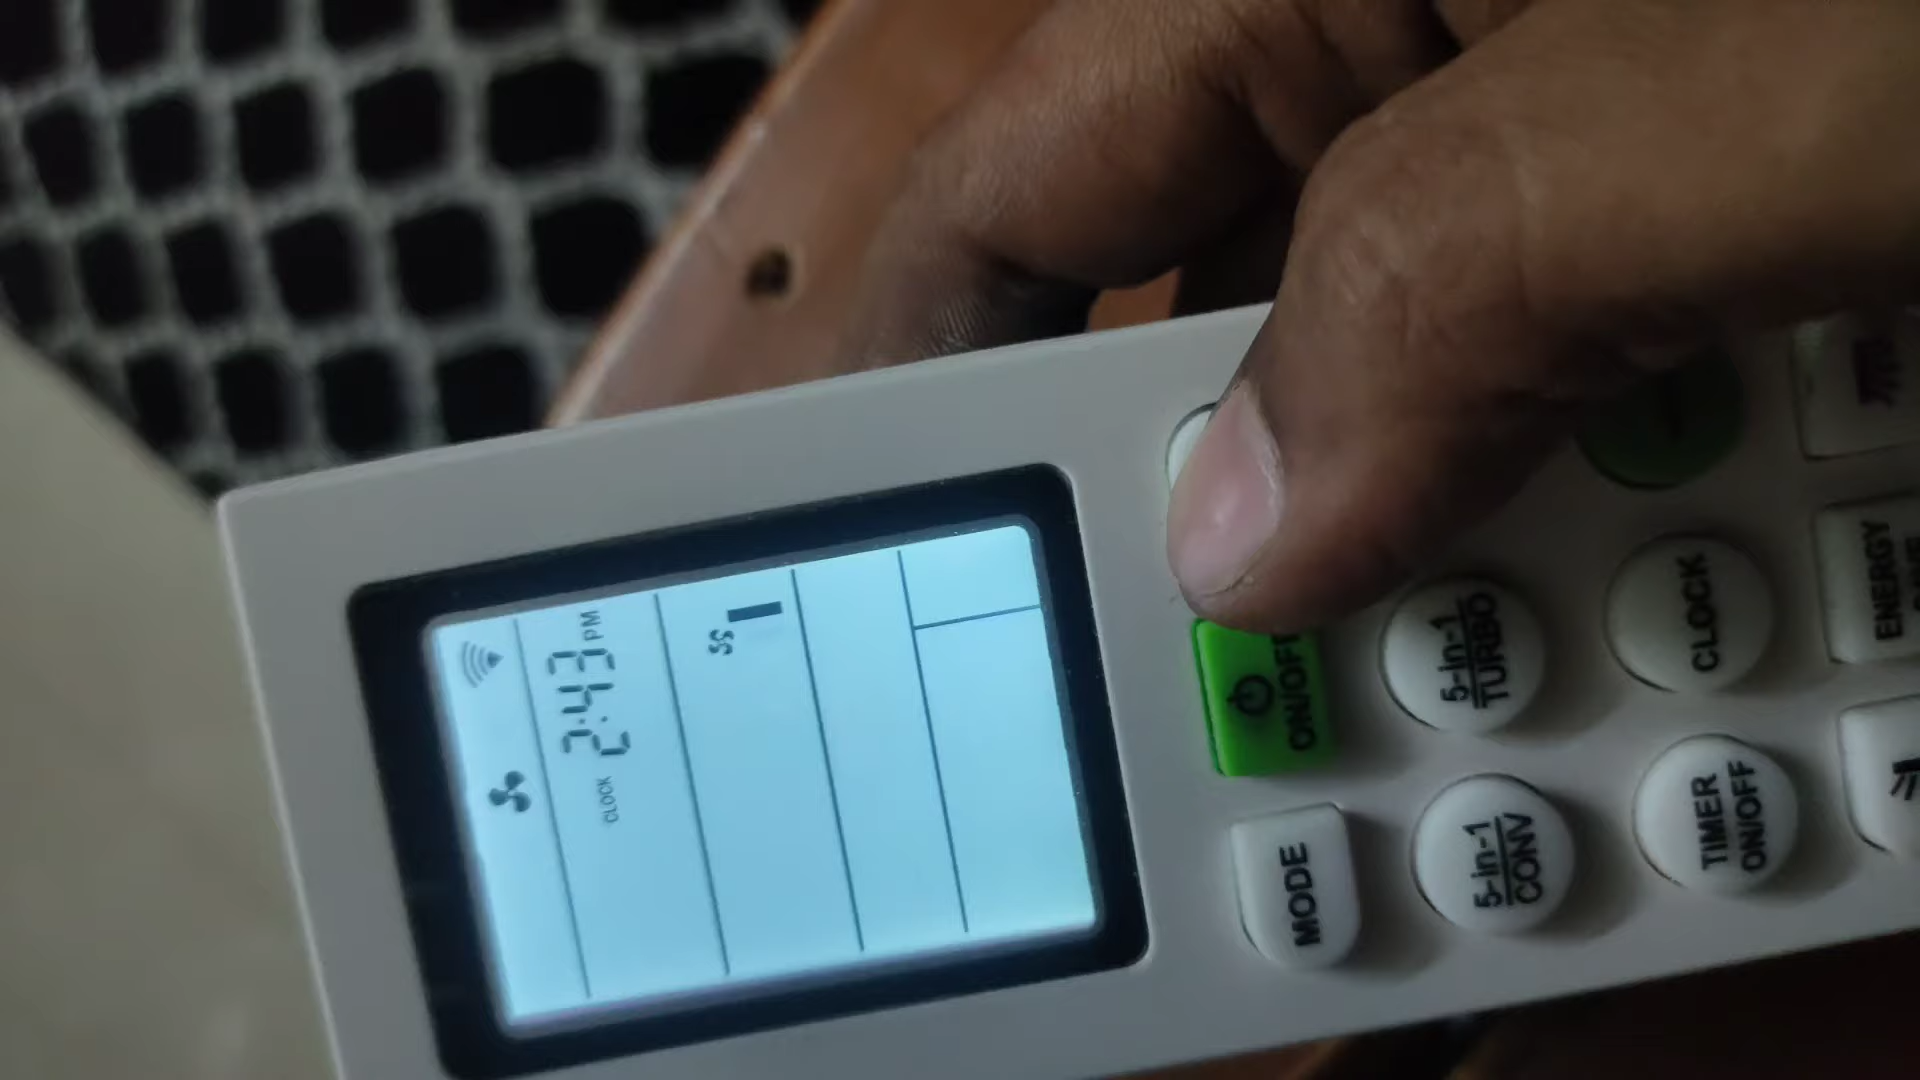 CLOCK 2:43 PM
ON/OFF
MODE
5-in-1
TURBO
5-in-1
CONV
CLOCK
TIMER
ON/OFF
ENERGY